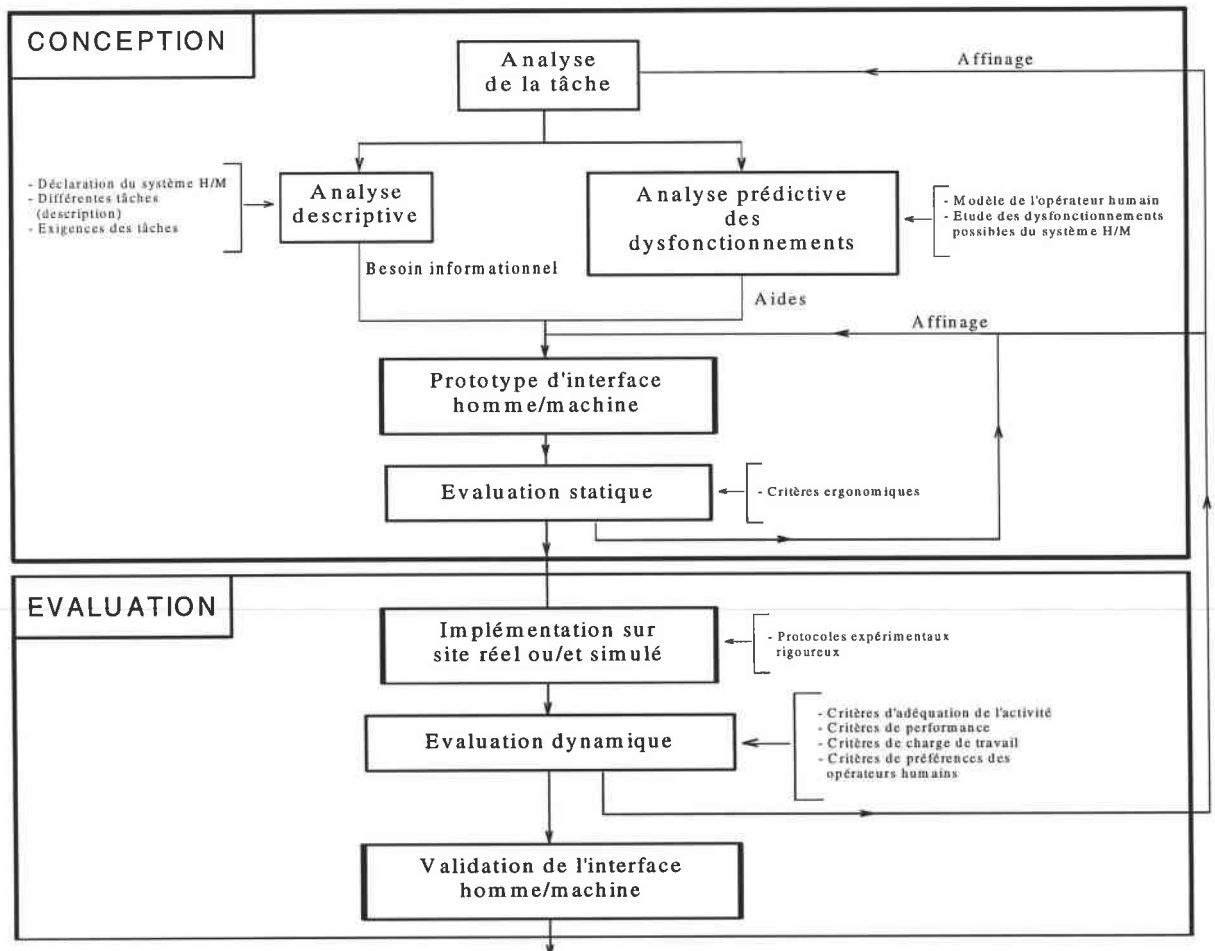 CONCEPTION
Analyse
de la tâche
Affinage
- Déclaration du système H/M
- Différentes tâches
(description)
- Exigences des tâches
Analyse
descriptive
Analyse prédictive
des
dysfonctionnements
- Modèle de l'opérateur humain
- Etude des dysfonctionnements
possibles du système H/M
Besoin informationnel
Aides
Affinage
Prototype d'interface
homme/machine
Evaluation statique
- Critères ergonomiques
EVALUATION
Implémentation sur
site réel ou/et simulé
- Protocoles expérimentaux
rigoureux
Evaluation dynamique
- Critères d'adéquation de l'activité
- Critères de performance
- Critères de charge de travail
- Critères de préférences des
opérateurs humains
Validation de l'interface
homme/machine